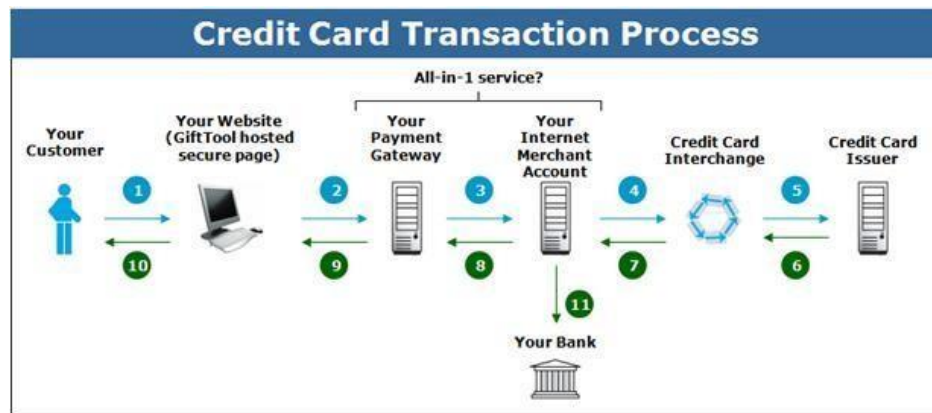 Credit Card Transaction Process
All-in-1 service?
Your
Customer
Your Website
(GiftTool hosted
secure page)
Your
Payment
Gateway
Your
Internet
Merchant
Account
Credit Card
Interchange
Credit Card
Issuer
1
2
3
4
5
10
9
8
7
6
11
Your Bank